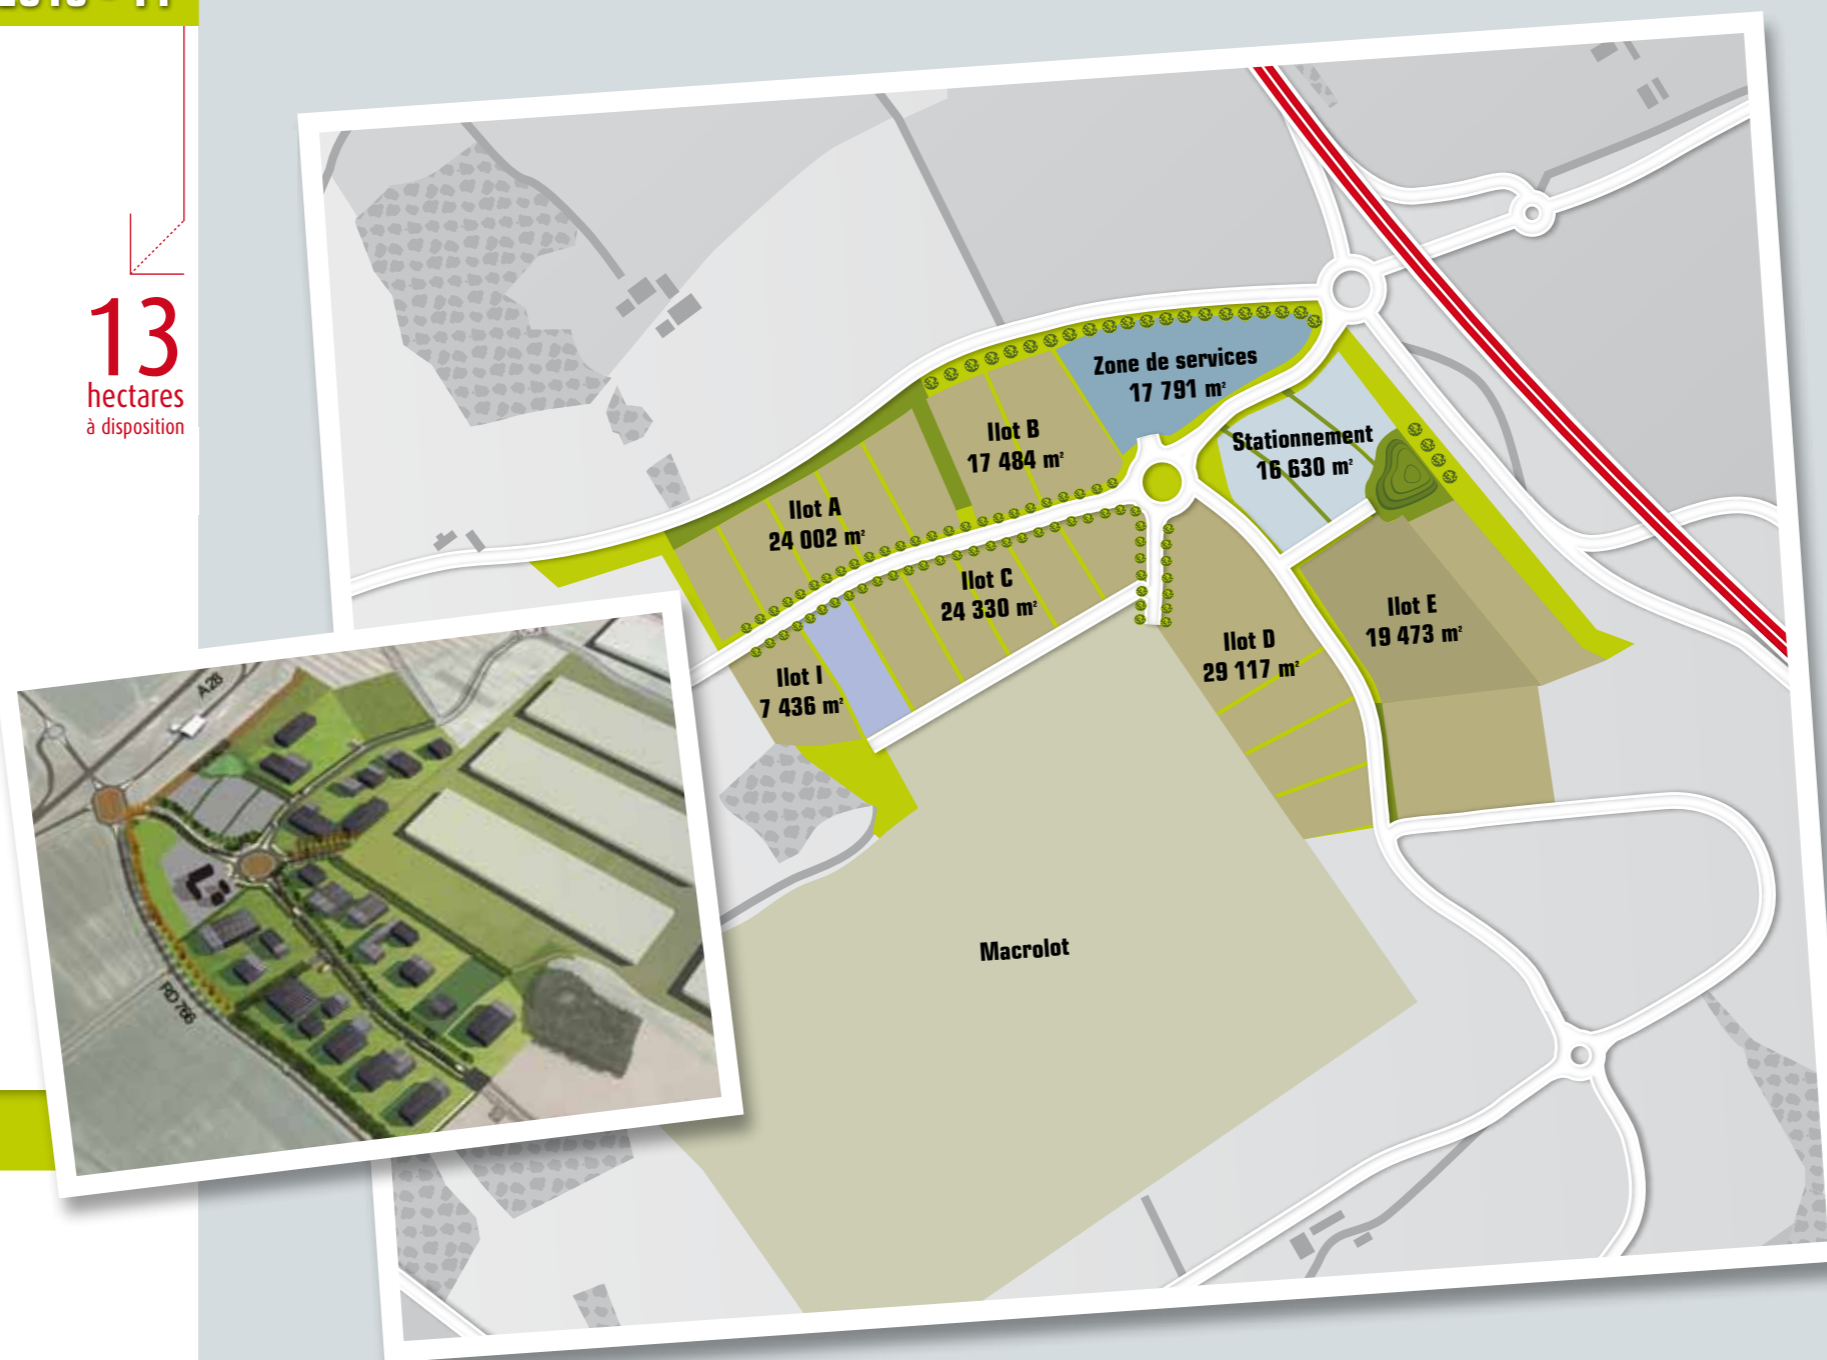 13
hectares
à disposition
Zone de services
17 791 m²
Ilot B
17 484 m²
Stationnement
16 630 m²
Ilot A
24 002 m²
Ilot C
24 330 m²
Ilot E
19 473 m²
Ilot D
29 117 m²
Ilot I
7 436 m²
Macrolot
A28
RD 766